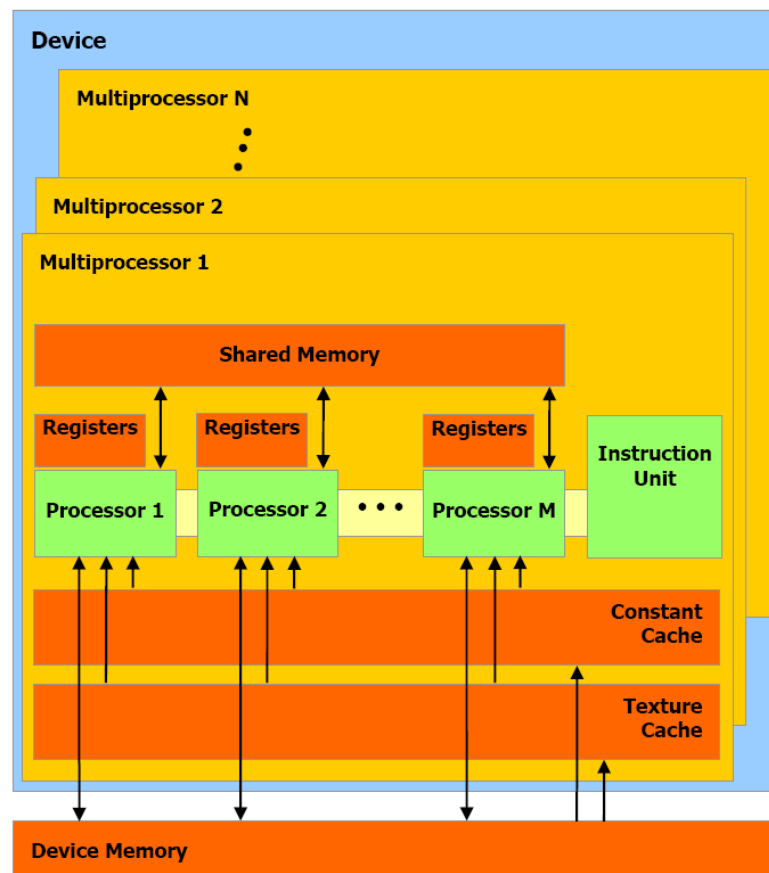 Device
Multiprocessor N
Multiprocessor 2
Multiprocessor 1
Shared Memory
Registers
Registers
Registers
Instruction
Unit
Processor 1
Processor 2
Processor M
Constant
Cache
Texture
Cache
Device Memory